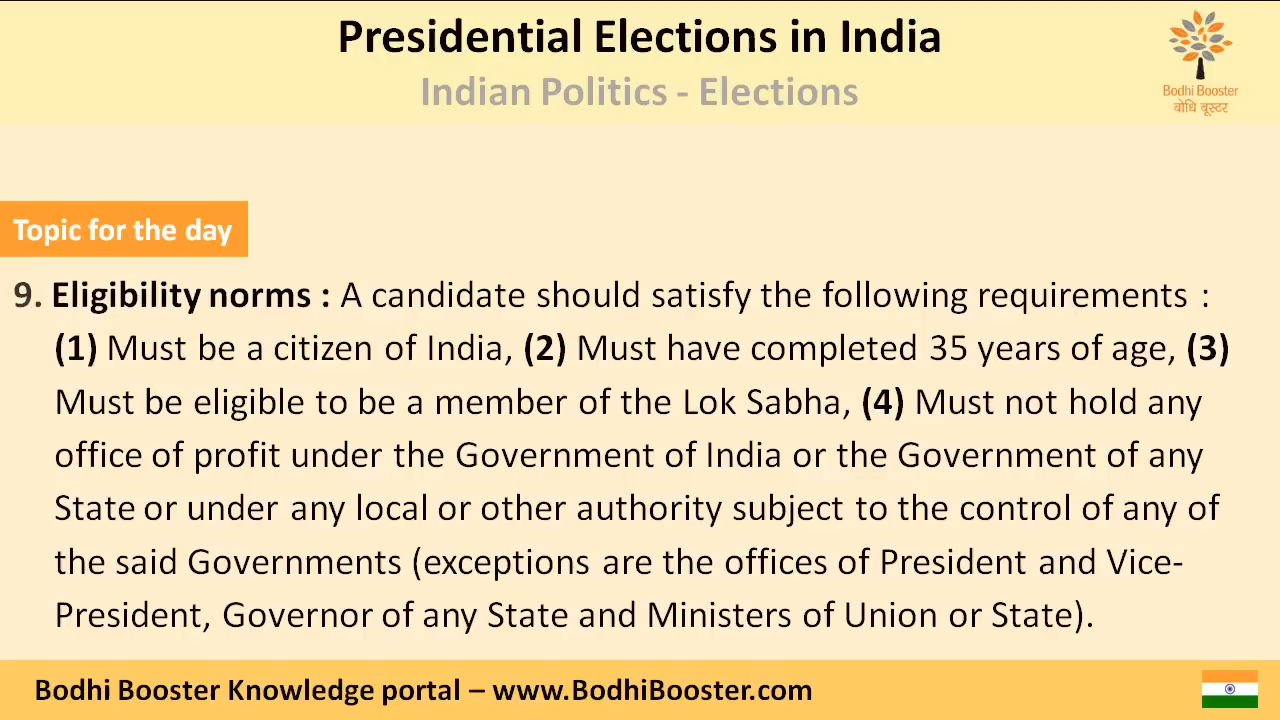 Presidential Elections in India
Indian Politics - Elections
Bodhi Booster
बोधि बूस्टर
Topic for the day
9. Eligibility norms : A candidate should satisfy the following requirements :
(1) Must be a citizen of India, (2) Must have completed 35 years of age, (3)
Must be eligible to be a member of the Lok Sabha, (4) Must not hold any
office of profit under the Government of India or the Government of any
State or under any local or other authority subject to the control of any of
the said Governments (exceptions are the offices of President and Vice-
President, Governor of any State and Ministers of Union or State).
Bodhi Booster Knowledge portal – www.BodhiBooster.com